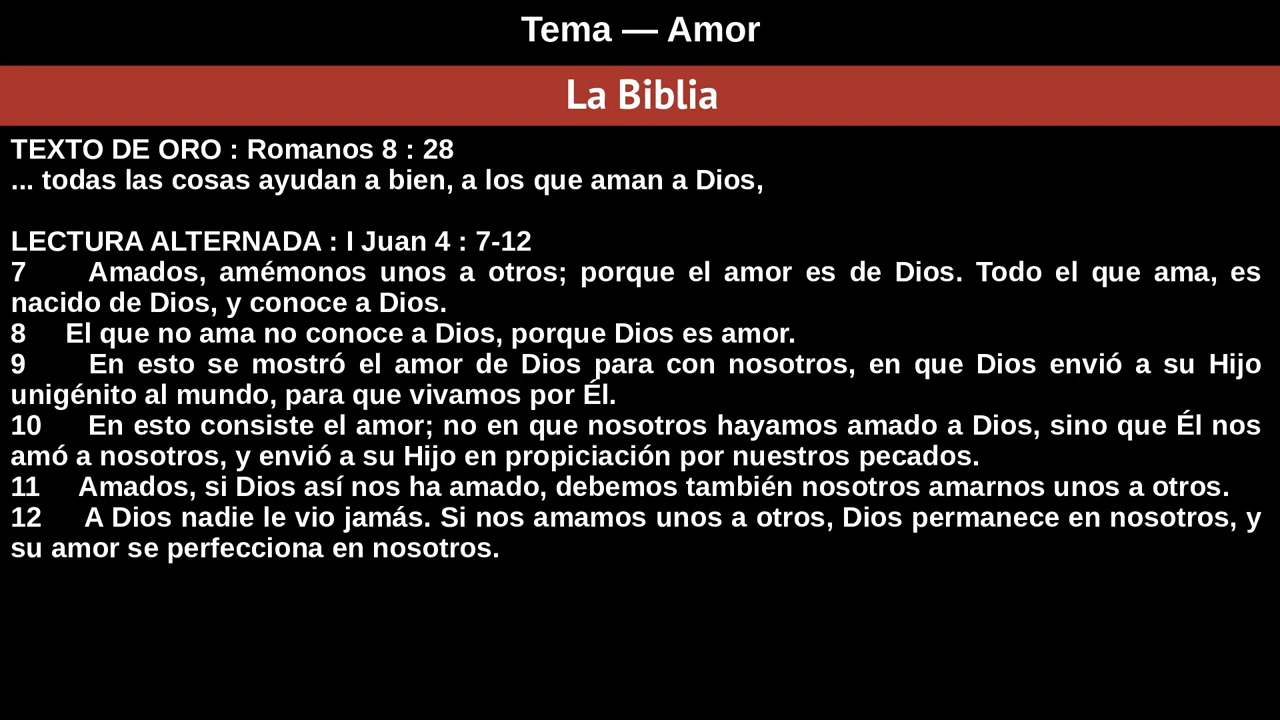 Tema — Amor
La Biblia
TEXTO DE ORO : Romanos 8 : 28
... todas las cosas ayudan a bien, a los que aman a Dios,
LECTURA ALTERNADA : I Juan 4 : 7-12
7 Amados, amémonos unos a otros; porque el amor es de Dios. Todo el que ama, es
nacido de Dios, y conoce a Dios.
8 El que no ama no conoce a Dios, porque Dios es amor.
9 En esto se mostró el amor de Dios para con nosotros, en que Dios envió a su Hijo
unigénito al mundo, para que vivamos por Él.
10 En esto consiste el amor; no en que nosotros hayamos amado a Dios, sino que Él nos
amó a nosotros, y envió a su Hijo en propiciación por nuestros pecados.
11 Amados, si Dios así nos ha amado, debemos también nosotros amarnos unos a otros.
12 A Dios nadie le vio jamás. Si nos amamos unos a otros, Dios permanece en nosotros, y
su amor se perfecciona en nosotros.